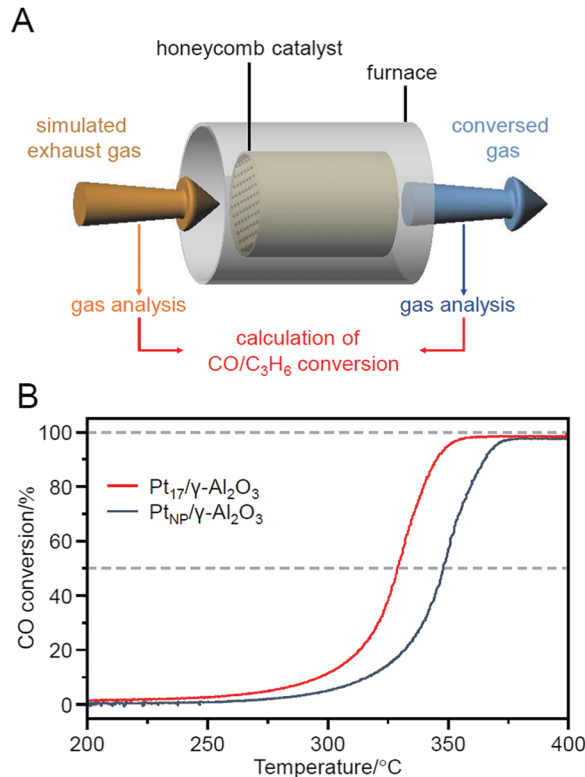 A
honeycomb catalyst
furnace
simulated
exhaust gas
conversed
gas
gas analysis
gas analysis
calculation of
CO/C₃H₆ conversion
B
CO conversion/%
100
80
60
40
20
0
Pt₁₇/γ-Al₂O₃
Pt_NP/γ-Al₂O₃
200
250
300
350
400
Temperature/°C